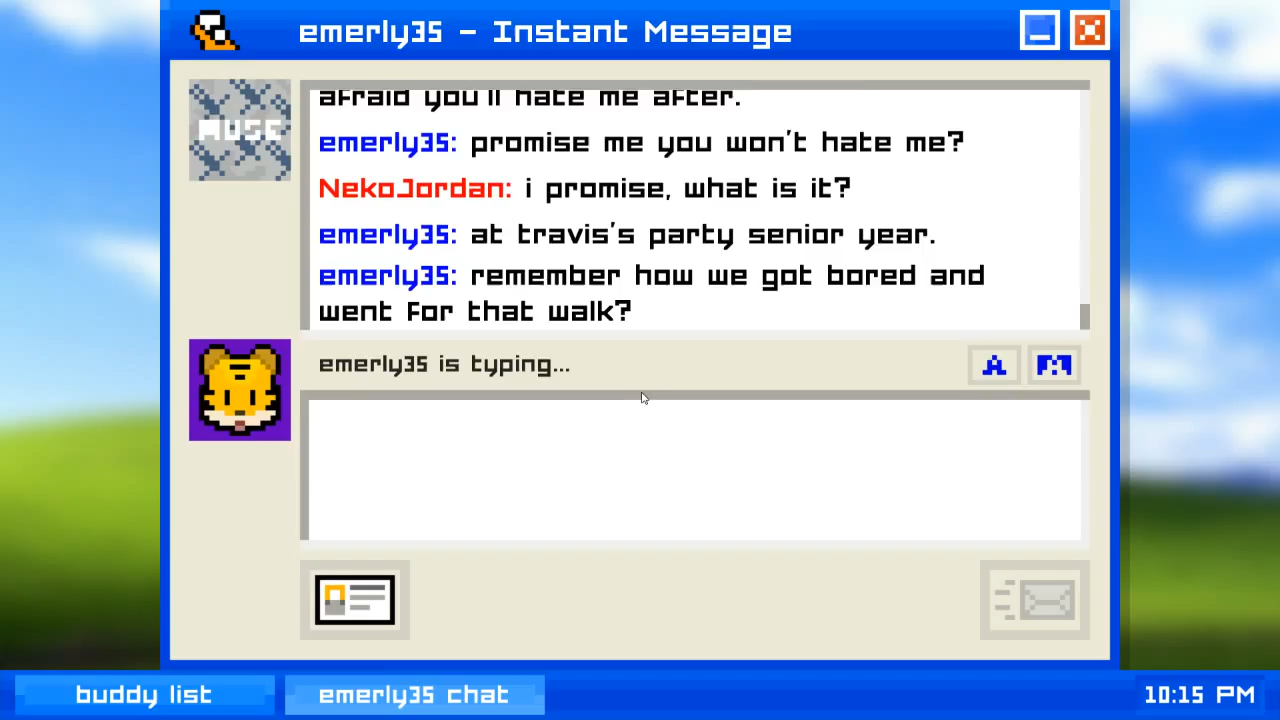 emerly35 - Instant Message
MUSE
afraid you'll hate me after.
emerly35: promise me you won't hate me?
NekoJordan: i promise, what is it?
emerly35: at travis's party senior year.
emerly35: remember how we got bored and
went for that walk?
emerly35 is typing...
A
buddy list
emerly35 chat
10:15 PM